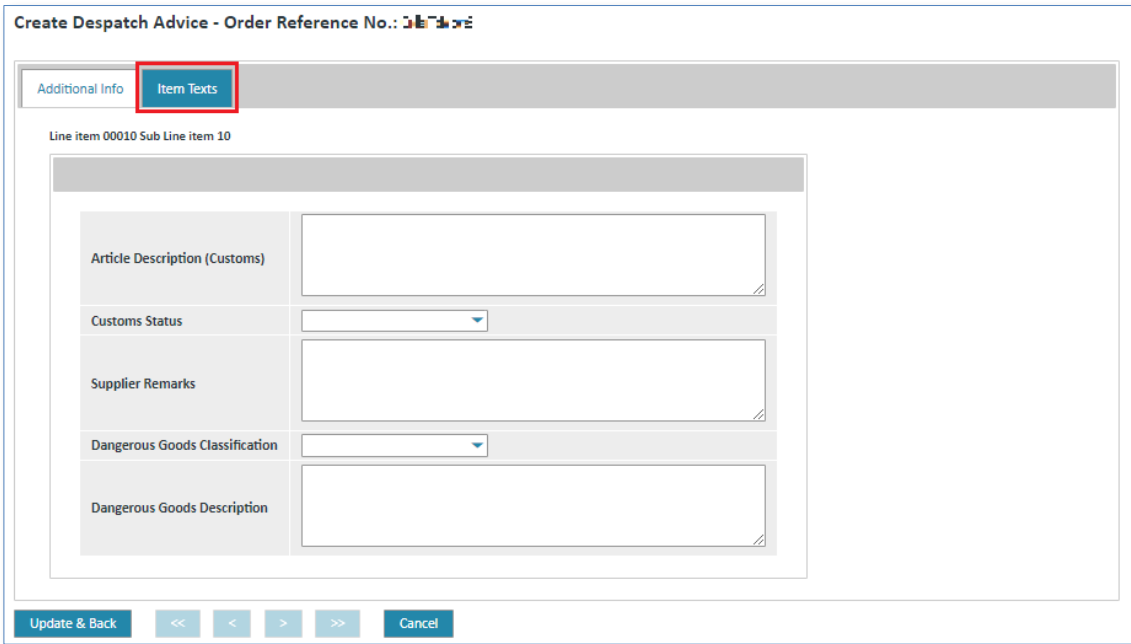 Create Despatch Advice - Order Reference No.:
Additional Info
Item Texts
Line item 00010 Sub Line item 10
Article Description (Customs)
Customs Status
Supplier Remarks
Dangerous Goods Classification
Dangerous Goods Description
Update & Back
<<
<
>
>>
Cancel